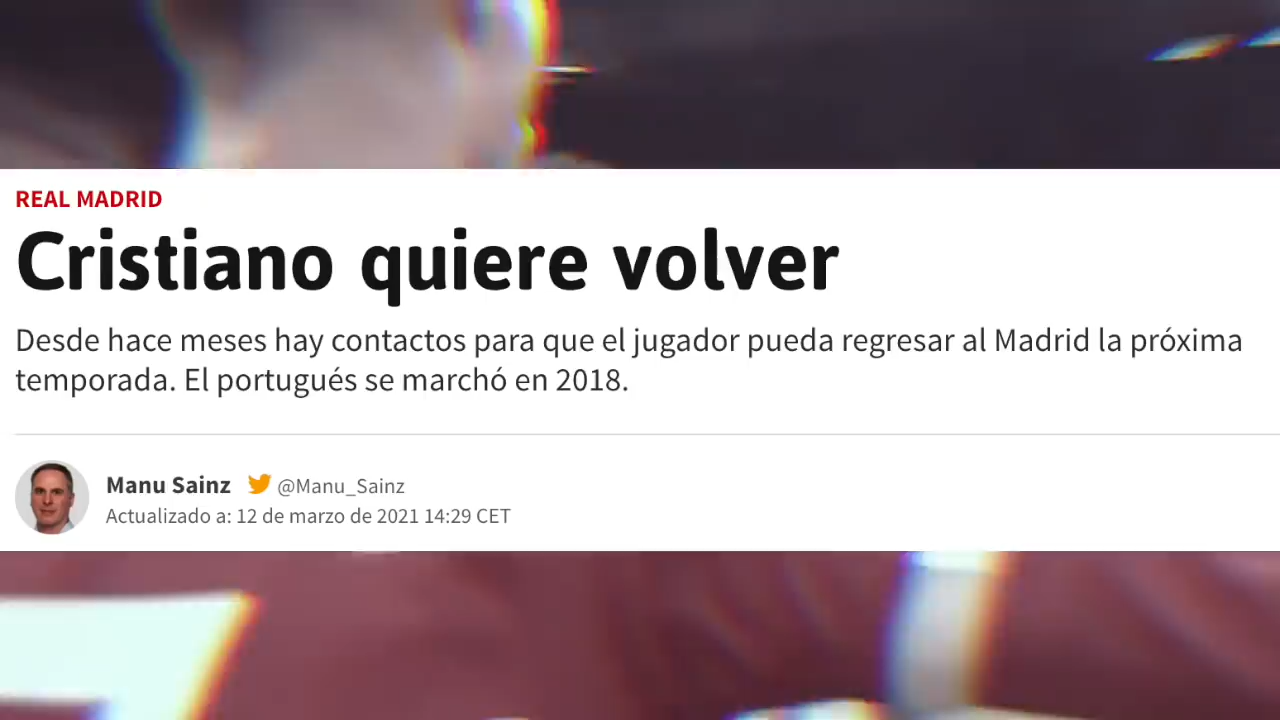 REAL MADRID
Cristiano quiere volver
Desde hace meses hay contactos para que el jugador pueda regresar al Madrid la próxima
temporada. El portugués se marchó en 2018.
Manu Sainz @Manu_Sainz
Actualizado a: 12 de marzo de 2021 14:29 CET